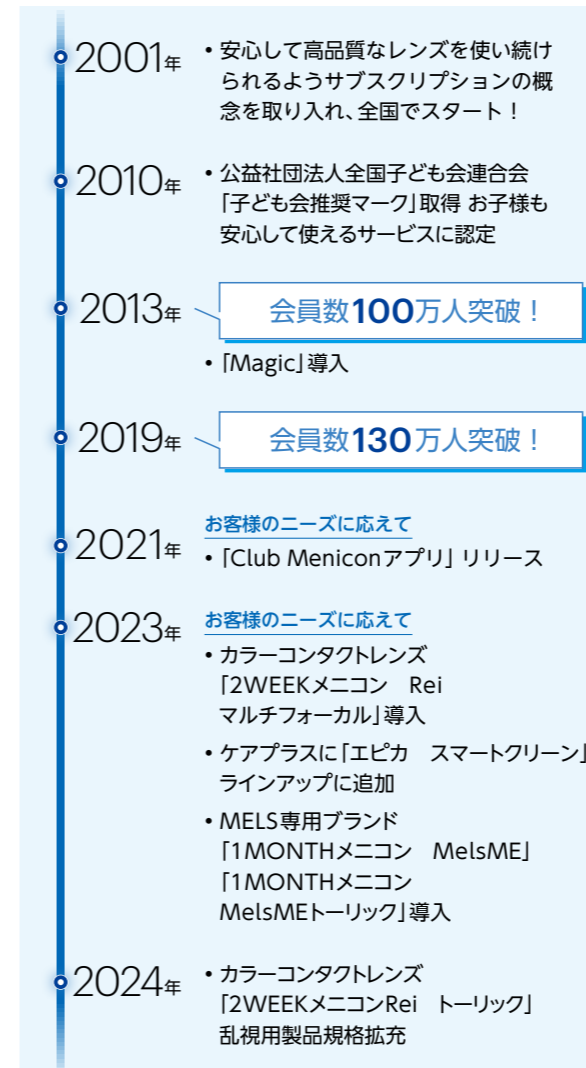 2001年
• 安心して高品質なレンズを使い続け
られるようサブスクリプションの概
念を取り入れ、全国でスタート！
2010年
• 公益社団法人全国子ども会連合会
「子ども会推奨マーク」取得 お子様も
安心して使えるサービスに認定
2013年
会員数100万人突破！
• 「Magic」導入
2019年
会員数130万人突破！
2021年
お客様のニーズに応えて
• 「Club Meniconアプリ」 リリース
2023年
お客様のニーズに応えて
• カラーコンタクトレンズ
「2WEEKメニコン　Rei
マルチフォーカル」導入
• ケアプラスに「エピカ　スマートクリーン」
ラインアップに追加
• MELS専用ブランド
「1MONTHメニコン　MelsME」
「1MONTHメニコン
MelsMEトーリック」導入
2024年
• カラーコンタクトレンズ
「2WEEKメニコンRei　トーリック」
乱視用製品規格拡充